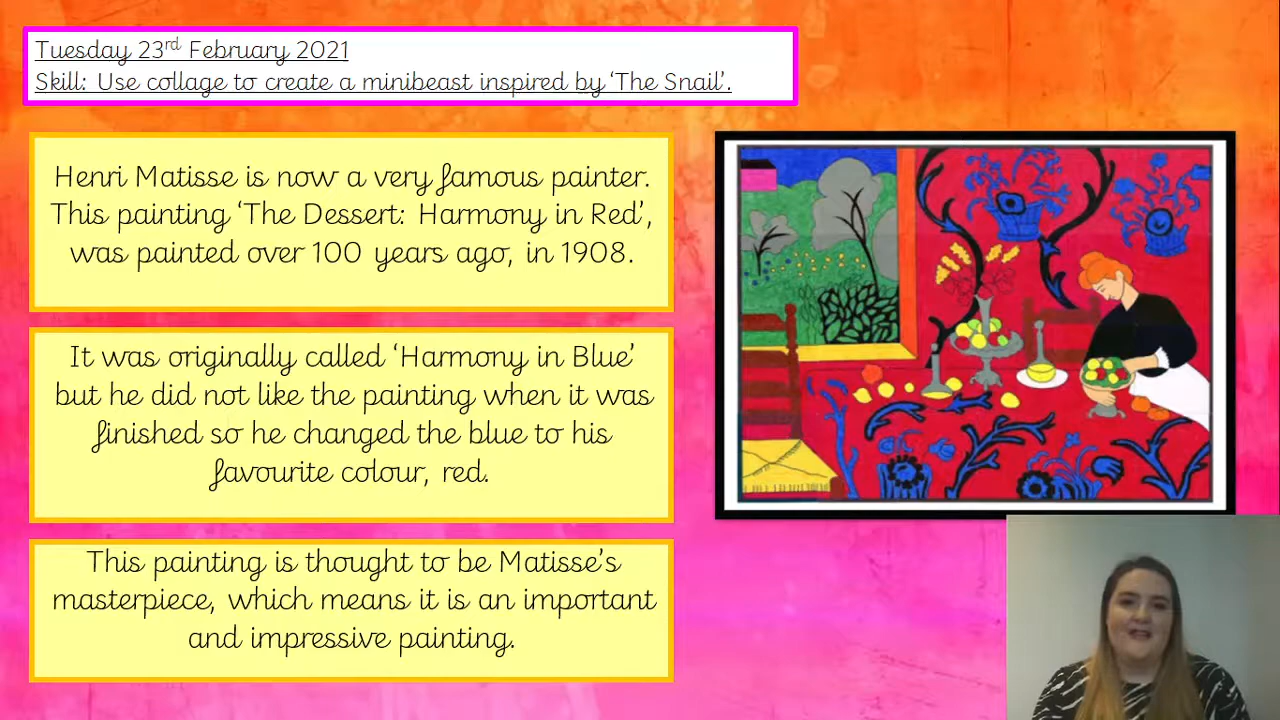 Tuesday 23rd February 2021
Skill: Use collage to create a minibeast inspired by ‘The Snail’.
Henri Matisse is now a very famous painter.
This painting ‘The Dessert: Harmony in Red’,
was painted over 100 years ago, in 1908.
It was originally called ‘Harmony in Blue’
but he did not like the painting when it was
finished so he changed the blue to his
favourite colour, red.
This painting is thought to be Matisse’s
masterpiece, which means it is an important
and impressive painting.